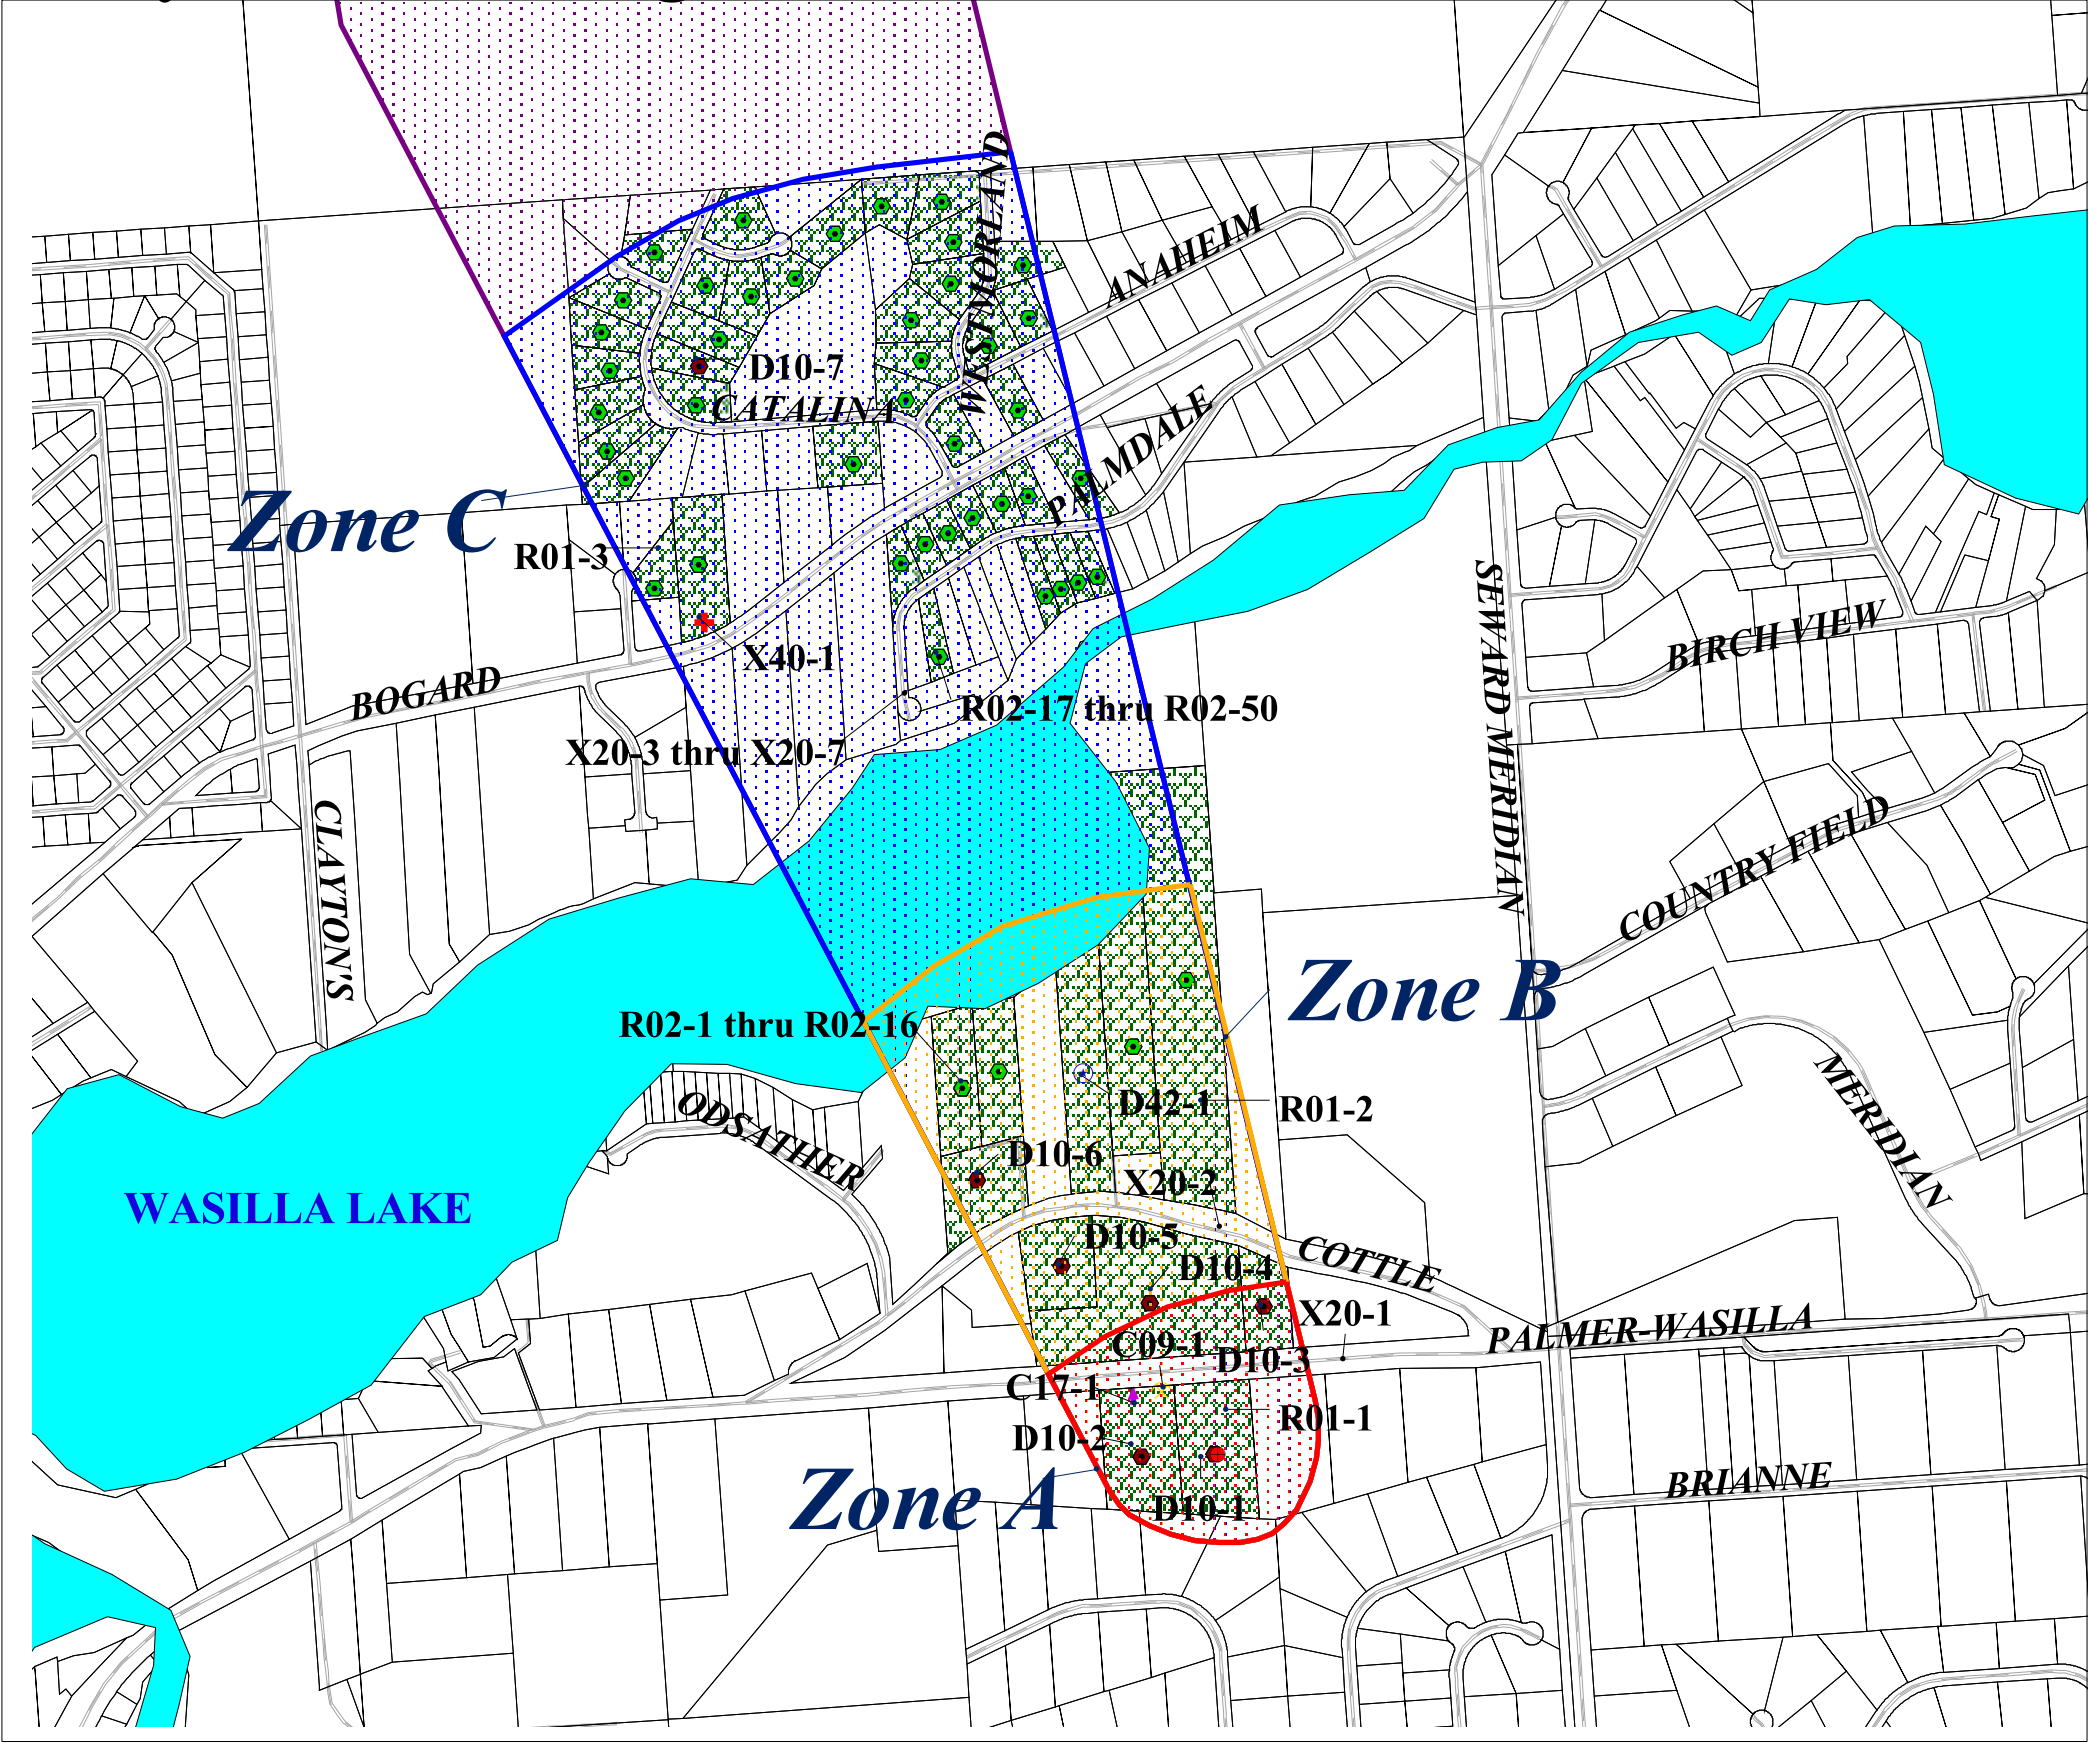 WESTMORLAND
ANAHEIM
D10-7
CATALINA
PALMDALE
Zone C
R01-3
SEWARD MERIDIAN
BIRCH VIEW
X40-1
BOGARD
R02-17 thru R02-50
X20-3 thru X20-7
CLAYTON'S
COUNTRY FIELD
Zone B
R02-1 thru R02-16
ODSATHER
D42-1
R01-2
MERIDIAN
D10-6
X20-2
WASILLA LAKE
D10-5
COTTLE
D10-4
X20-1
PALMER-WASILLA
C09-1
D10-3
C17-1
R01-1
D10-2
BRIANNE
Zone A
D10-1